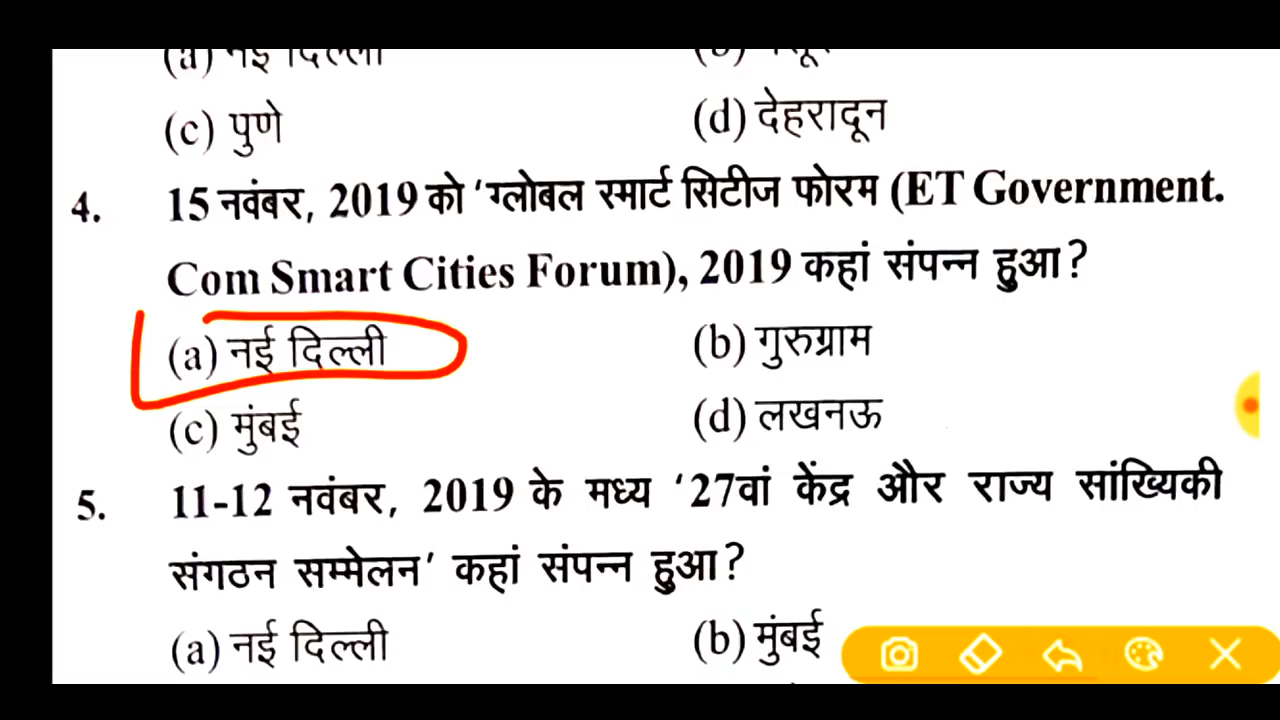 (a) नई दिल्ली (b)
(c) पुणे (d) देहरादून
4. 15 नवंबर, 2019 को 'ग्लोबल स्मार्ट सिटीज फोरम (ET Government.
Com Smart Cities Forum), 2019 कहां संपन्न हुआ?
(a) नई दिल्ली (b) गुरुग्राम
(c) मुंबई (d) लखनऊ
5. 11-12 नवंबर, 2019 के मध्य '27वां केंद्र और राज्य सांख्यिकी
संगठन सम्मेलन' कहां संपन्न हुआ?
(a) नई दिल्ली (b) मुंबई